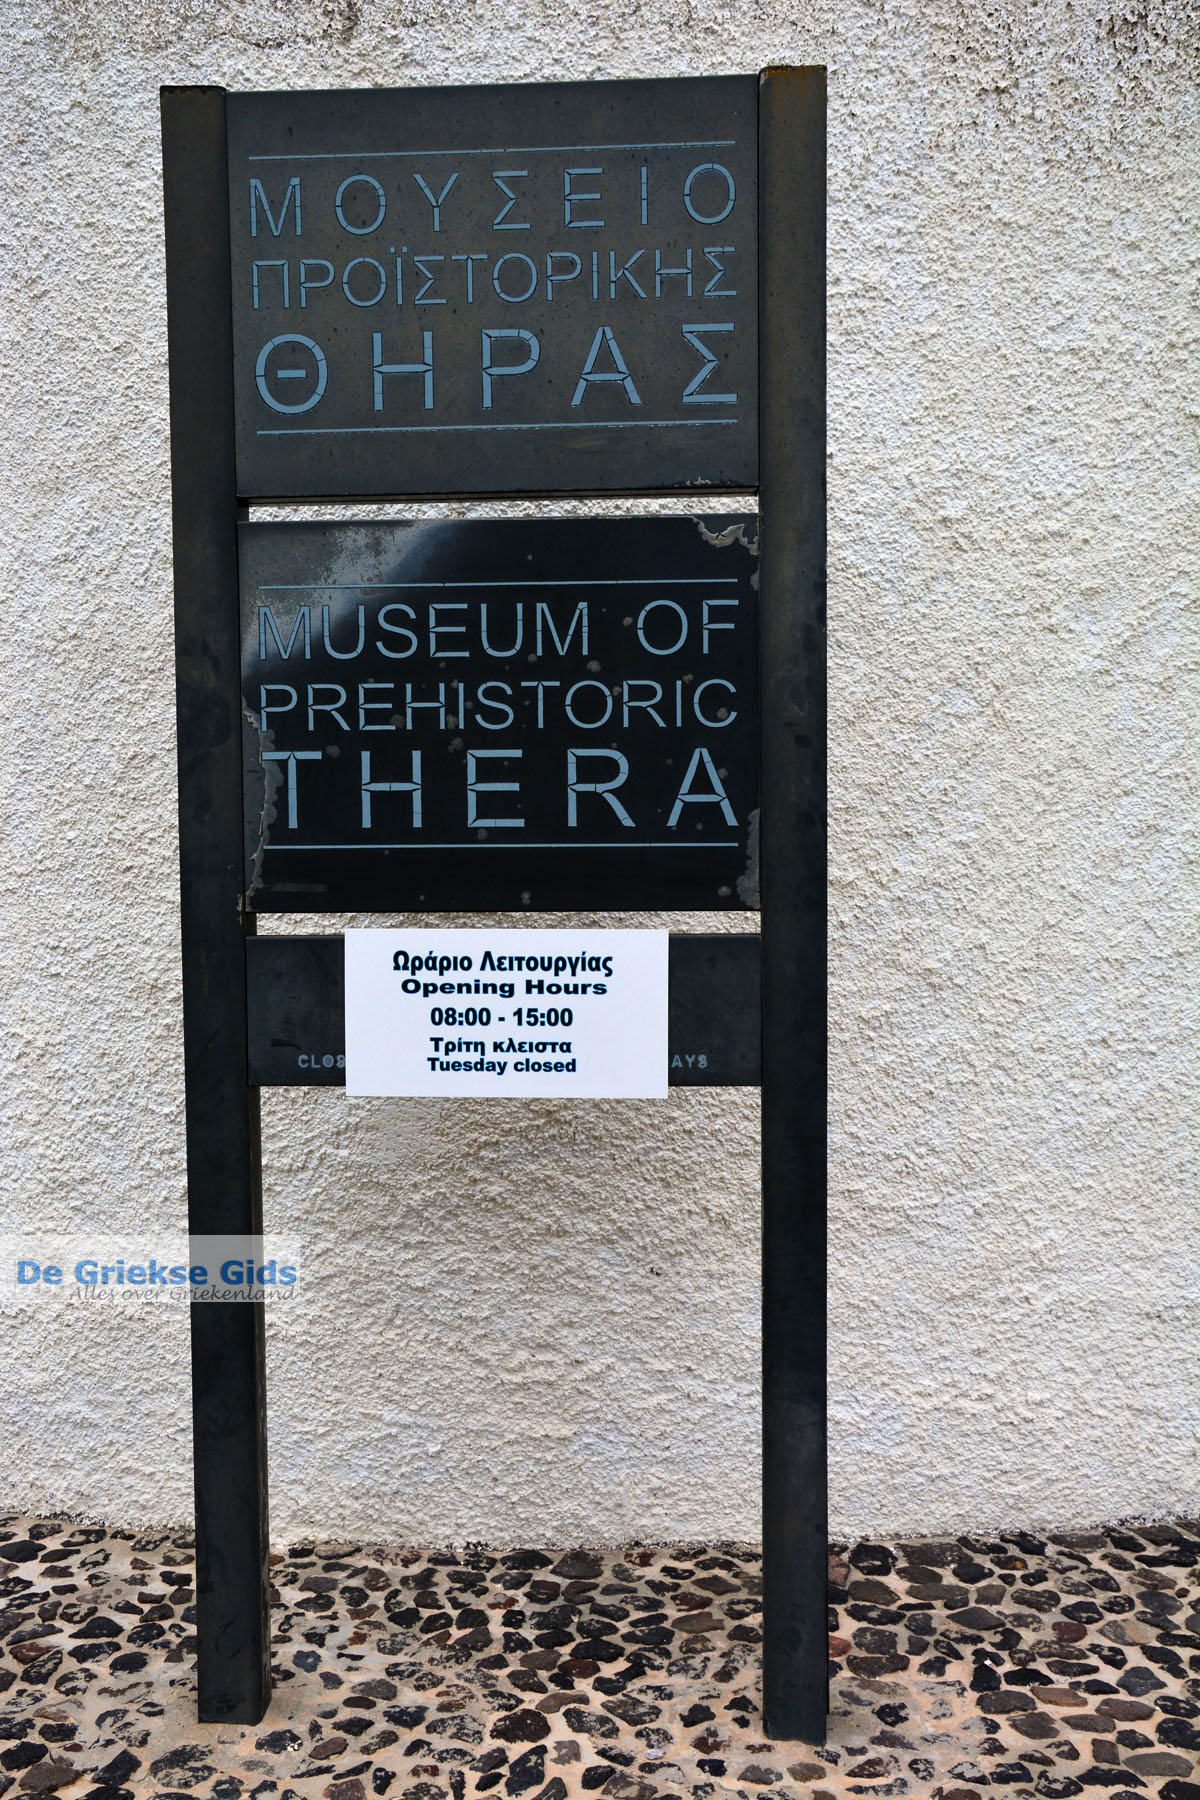 ΜΟΥΣΕΙΟ
ΠΡΟΪΣΤΟΡΙΚΗΣ
ΘΗΡΑΣ
MUSEUM OF
PREHISTORIC
THERA
Ωράριο Λειτουργίας
Opening Hours
08:00 - 15:00
Τρίτη κλειστα
Tuesday closed
De Griekse Gids
Alles over Griekenland